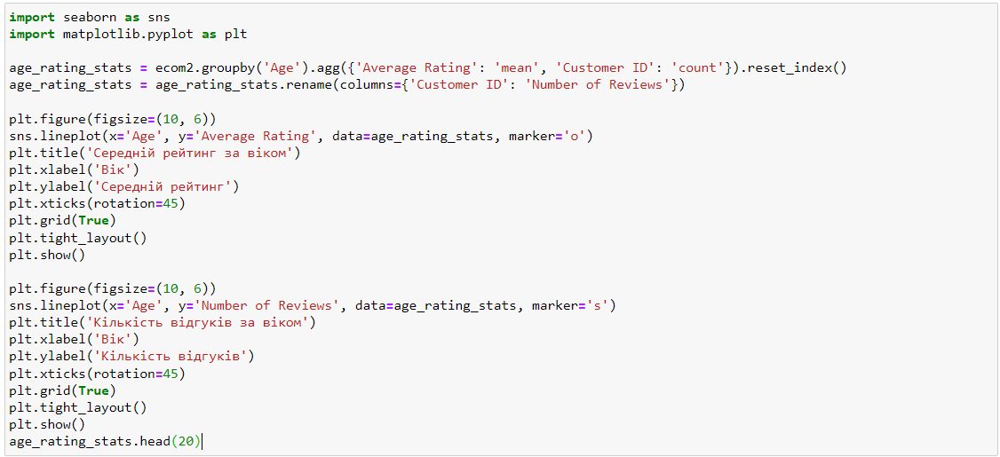 import seaborn as sns
import matplotlib.pyplot as plt
age_rating_stats = ecom2.groupby('Age').agg({'Average Rating': 'mean', 'Customer ID': 'count'}).reset_index()
age_rating_stats = age_rating_stats.rename(columns={'Customer ID': 'Number of Reviews'})
plt.figure(figsize=(10, 6))
sns.lineplot(x='Age', y='Average Rating', data=age_rating_stats, marker='o')
plt.title('Середній рейтинг за віком')
plt.xlabel('Вік')
plt.ylabel('Середній рейтинг')
plt.xticks(rotation=45)
plt.grid(True)
plt.tight_layout()
plt.show()
plt.figure(figsize=(10, 6))
sns.lineplot(x='Age', y='Number of Reviews', data=age_rating_stats, marker='s')
plt.title('Кількість відгуків за віком')
plt.xlabel('Вік')
plt.ylabel('Кількість відгуків')
plt.xticks(rotation=45)
plt.grid(True)
plt.tight_layout()
plt.show()
age_rating_stats.head(20)